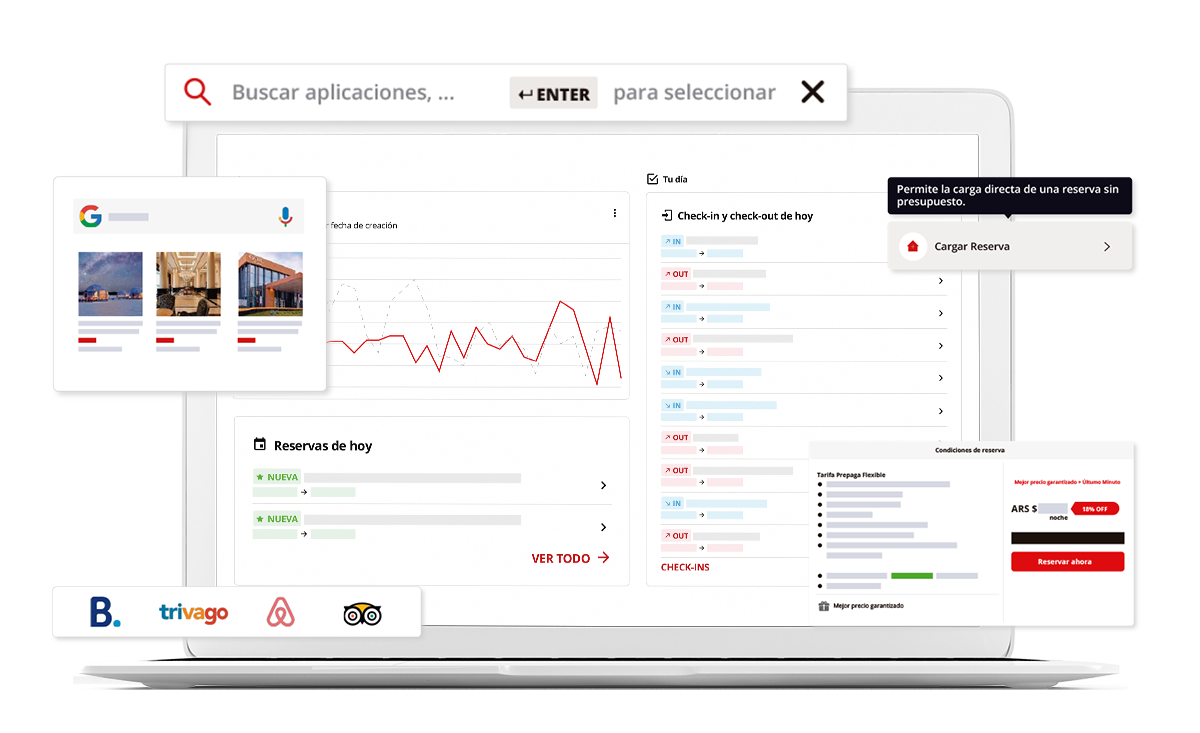 Buscar aplicaciones, ...
ENTER
para seleccionar
Tu día
Permite la carga directa de una reserva sin
presupuesto.
fecha de creación
Check-in y check-out de hoy
Cargar Reserva
IN
OUT
IN
OUT
IN
IN
OUT
OUT
IN
OUT
CHECK-INS
Reservas de hoy
NUEVA
NUEVA
VER TODO
Condiciones de reserva
Tarifa Prepaga Flexible
Mejor precio garantizado + Últumo Minuto
ARS $
noche
18% OFF
Reservar ahora
Mejor precio garantizado
B.
trivago